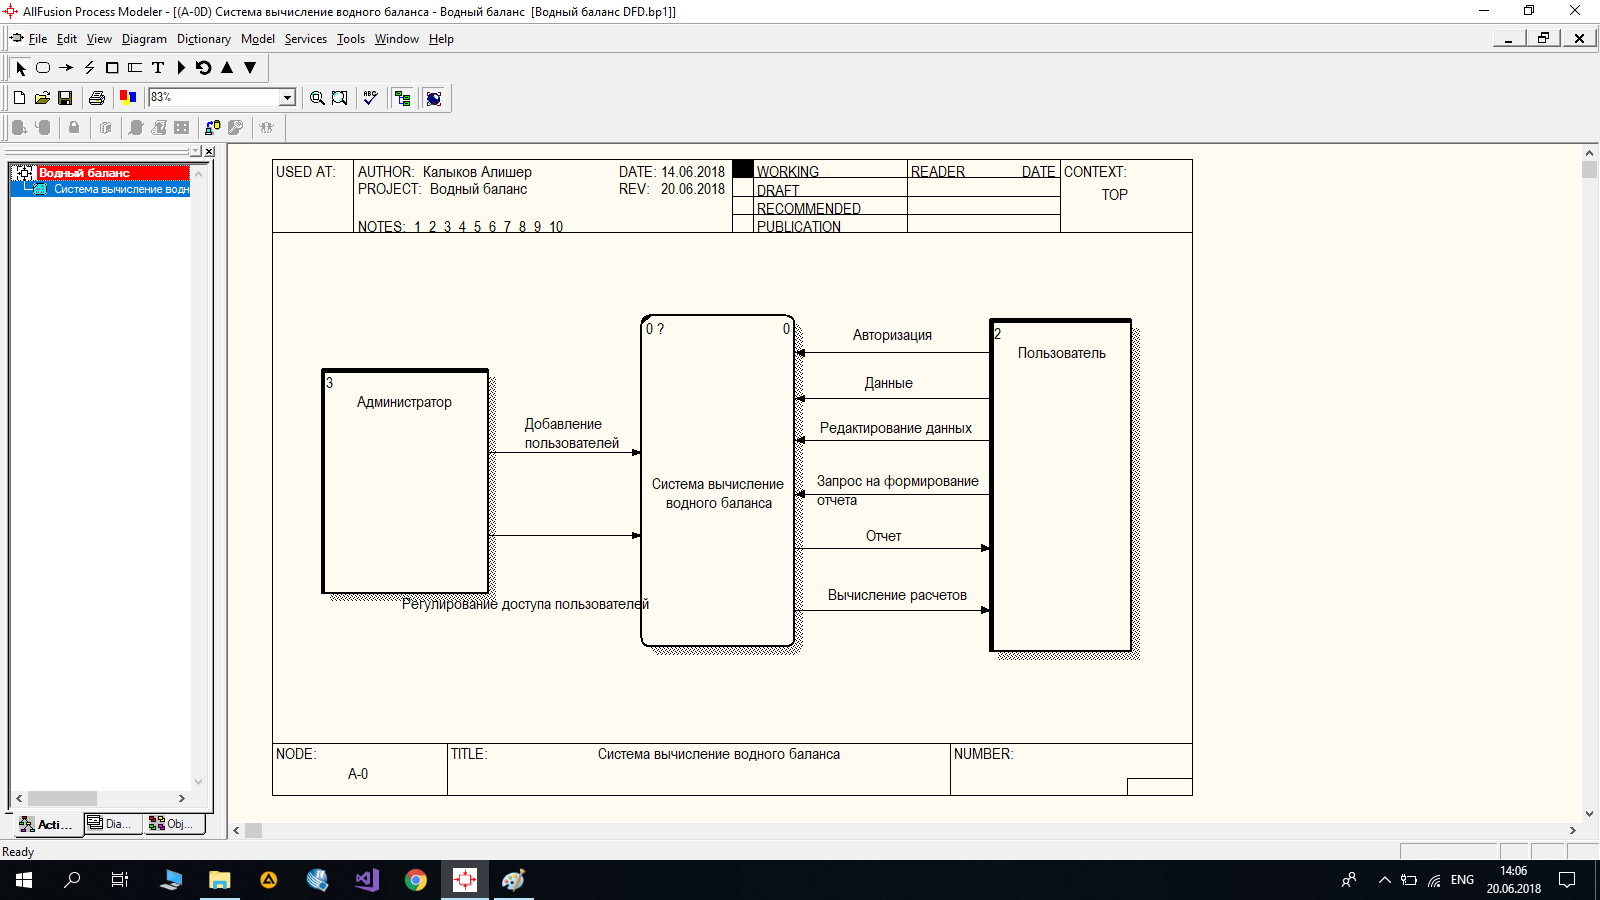 AllFusion Process Modeler - [(A-0D) Система вычисление водного баланса - Водный баланс  [Водный баланс DFD.bp1]]
File Edit View Diagram Dictionary Model Services Tools Window Help
83%
ABC
Водный баланс
Система вычисление водн
USED AT:
AUTHOR: Калыков Алишер
DATE: 14.06.2018
PROJECT: Водный баланс
REV: 20.06.2018
NOTES: 1 2 3 4 5 6 7 8 9 10
WORKING
DRAFT
RECOMMENDED
PUBLICATION
READER DATE
CONTEXT:
TOP
3
Администратор
Добавление
пользователей
Регулирование доступа пользователей
0 ? 0
Система вычисление
водного баланса
Авторизация
Данные
Редактирование данных
Запрос на формирование
отчета
Отчет
Вычисление расчетов
2
Пользователь
NODE:
A-0
TITLE: Система вычисление водного баланса
NUMBER:
Acti... Dia... Obj...
Ready
ENG
14:06
20.06.2018